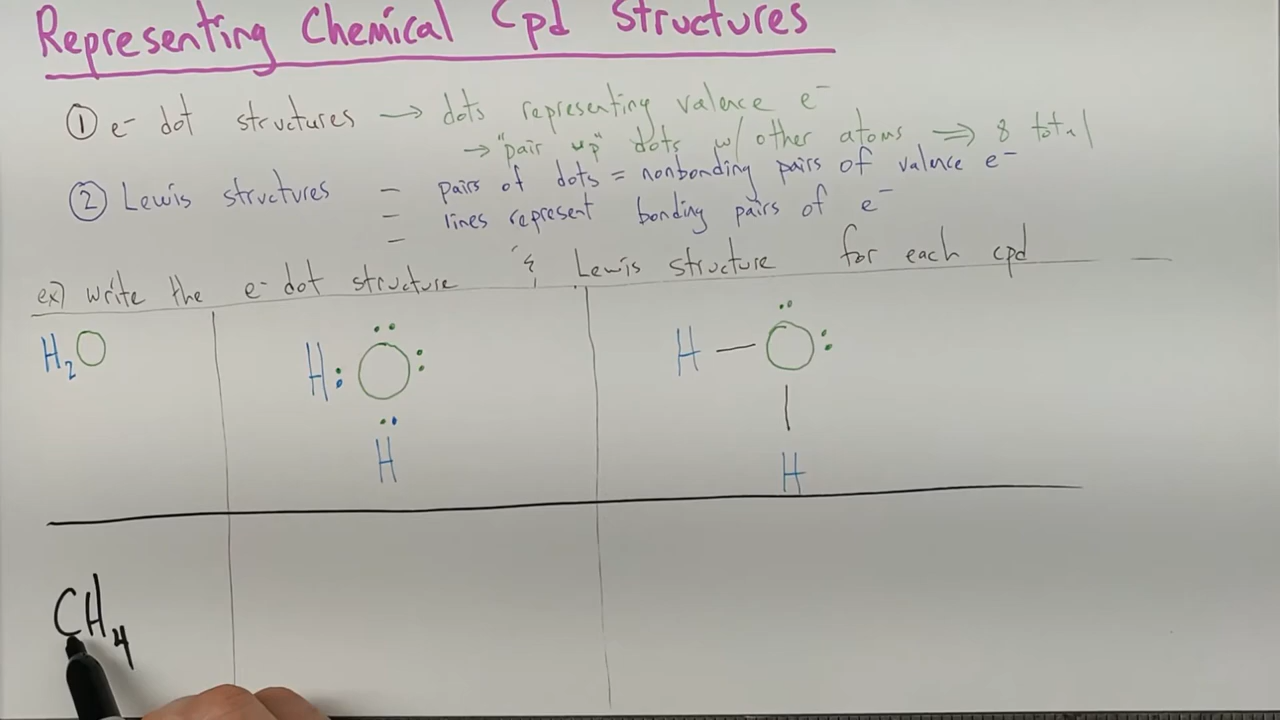 Representing Chemical Cpd Structures
① e⁻ dot structures → dots representing valence e⁻
→ "pair up" dots w/ other atoms ⇒ 8 total
② Lewis structures - pairs of dots = nonbonding pairs of valence e⁻
- lines represent bonding pairs of e⁻
-
ex) write the e⁻ dot structure & Lewis structure for each cpd
H₂O
H:O:
H
H — O:
|
H
CH₄